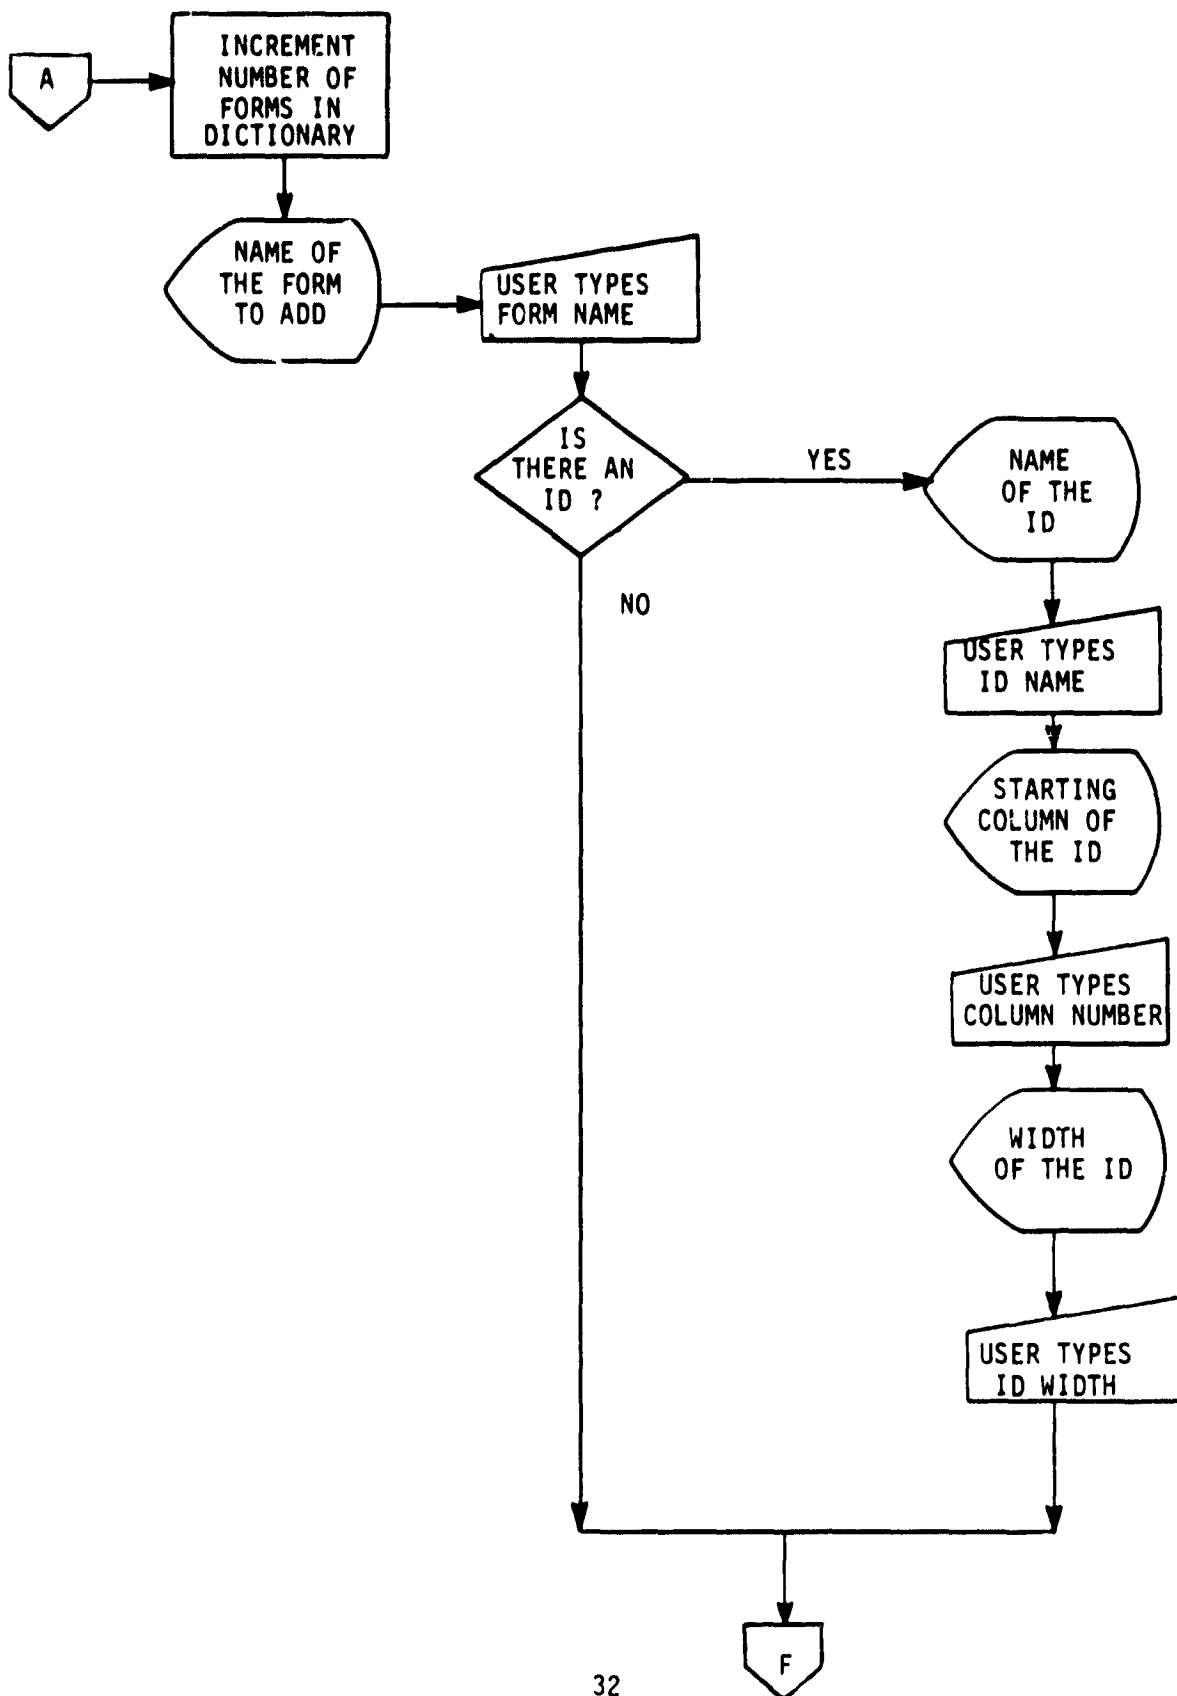 A
INCREMENT
NUMBER OF
FORMS IN
DICTIONARY
NAME OF
THE FORM
TO ADD
USER TYPES
FORM NAME
IS
THERE AN
ID ?
YES
NO
NAME
OF THE
ID
USER TYPES
ID NAME
STARTING
COLUMN OF
THE ID
USER TYPES
COLUMN NUMBER
WIDTH
OF THE ID
USER TYPES
ID WIDTH
F
32